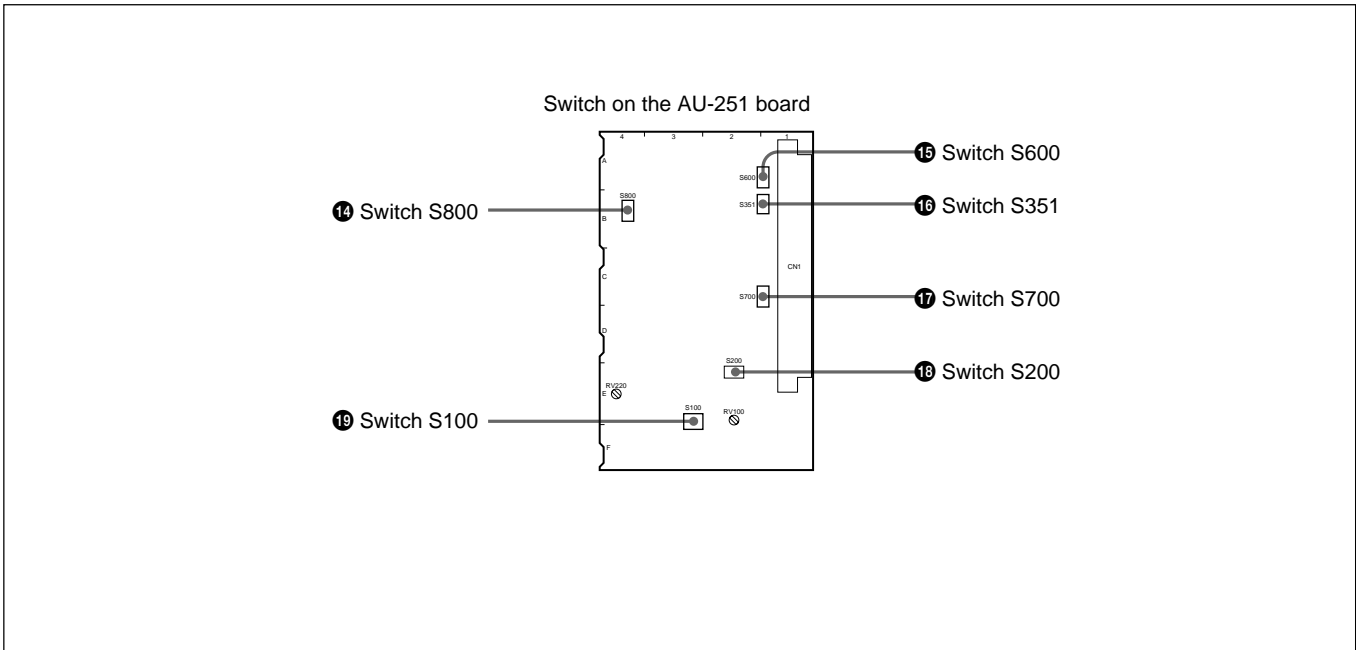 Switch on the AU-251 board
4 3 2 1
A
⓯ Switch S600
S600
S800
S351
⓰ Switch S351
⓮ Switch S800
B
C
CN1
S700
⓱ Switch S700
D
S200
⓲ Switch S200
RV220
E
S100
RV100
⓳ Switch S100
F